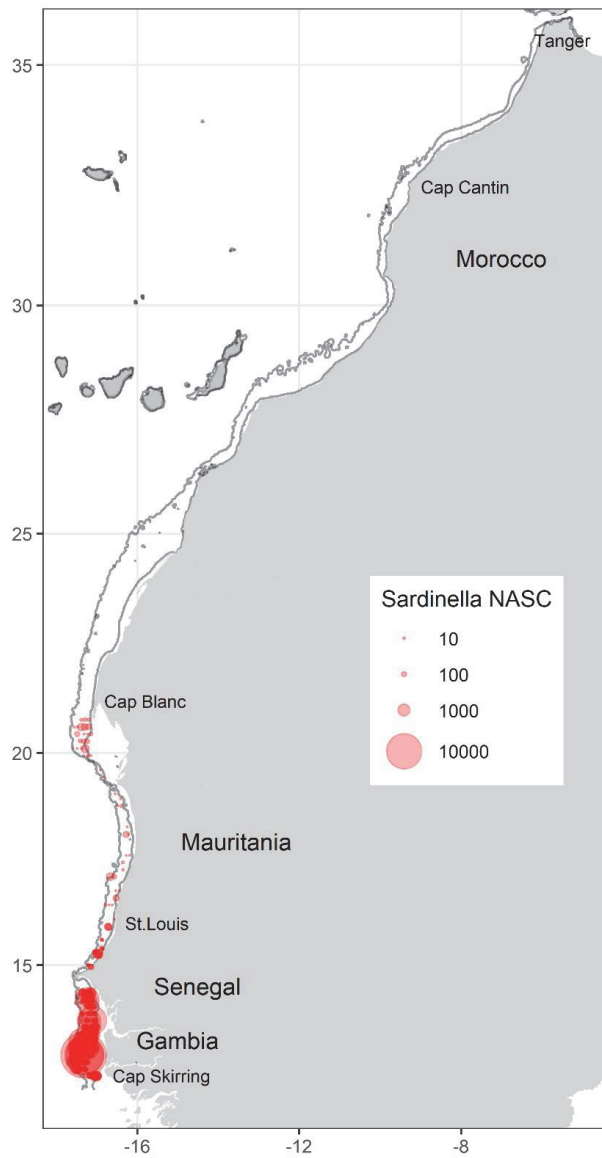 35
Tanger
Cap Cantin
Morocco
30
25
Sardinella NASC
10
100
1000
10000
Cap Blanc
20
Mauritania
St.Louis
15
Senegal
Gambia
Cap Skirring
-16
-12
-8